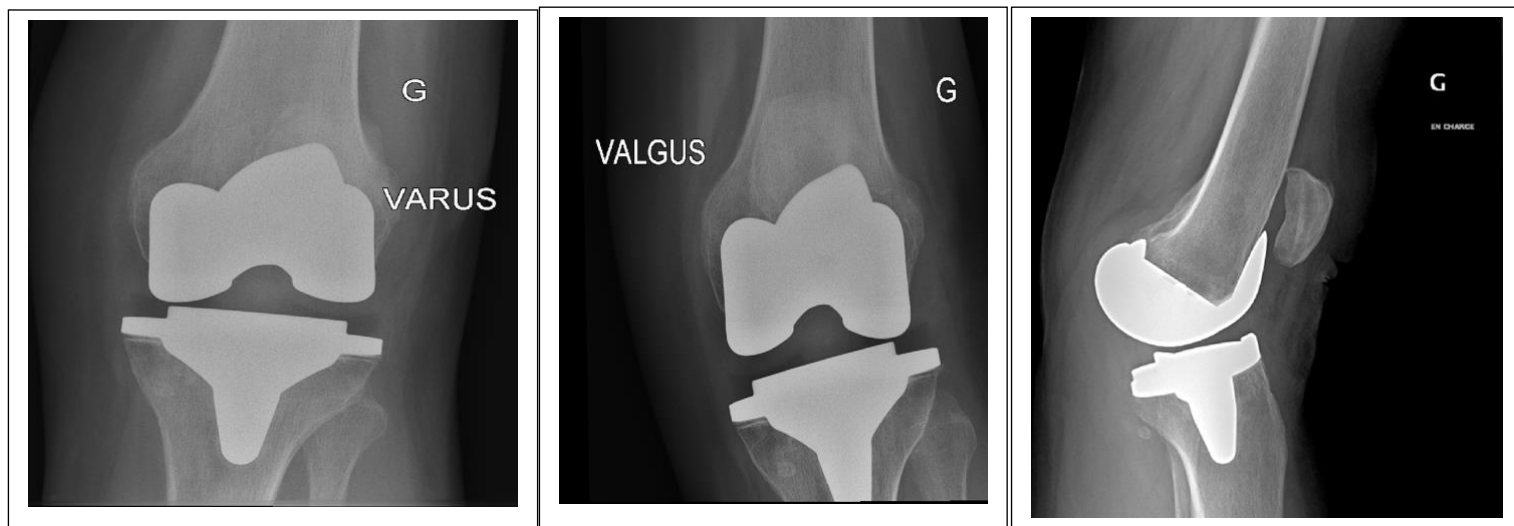 G
VARUS
G
VALGUS
G
EN CHARGE